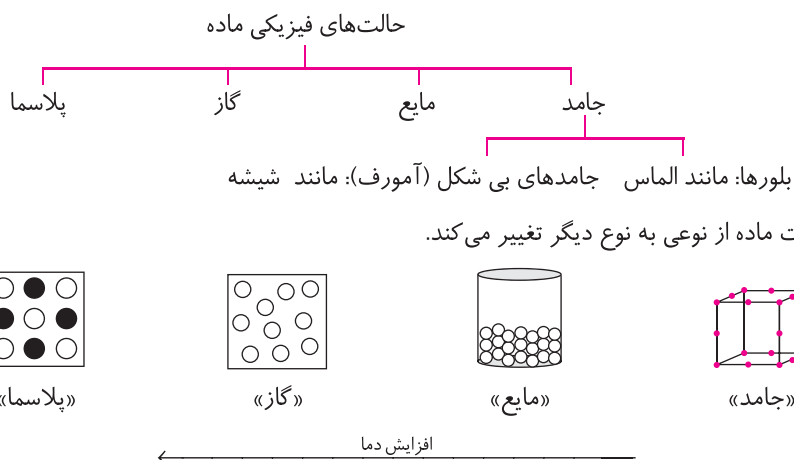 حالت‌های فیزیکی ماده
جامد مایع گاز پلاسما
بلورها: مانند الماس جامدهای بی شکل (آمورف): مانند شیشه
ماده از نوعی به نوع دیگر تغییر می‌کند.
«جامد» «مایع» «گاز» «پلاسما»
افزایش دما